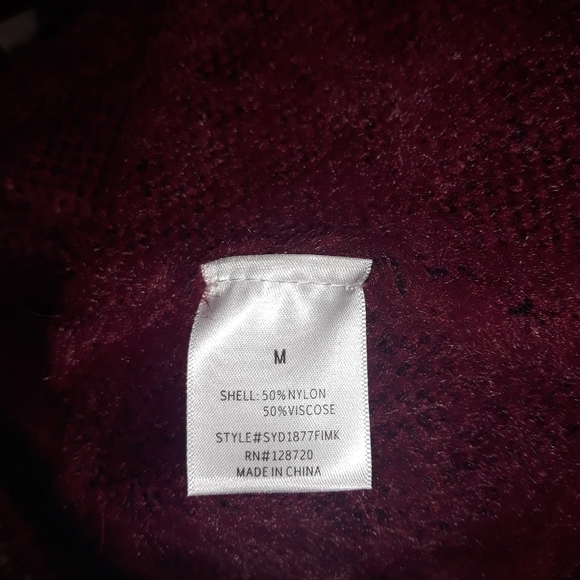 M
SHELL: 50%NYLON
50%VISCOSE
STYLE#SYD1877FIMK
RN#128720
MADE IN CHINA